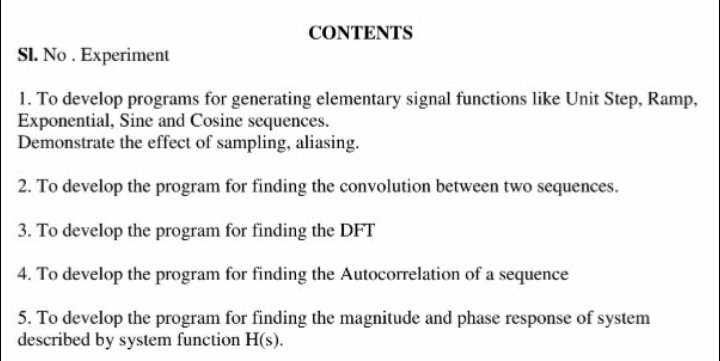 CONTENTS
Sl. No . Experiment
1. To develop programs for generating elementary signal functions like Unit Step, Ramp,
Exponential, Sine and Cosine sequences.
Demonstrate the effect of sampling, aliasing.
2. To develop the program for finding the convolution between two sequences.
3. To develop the program for finding the DFT
4. To develop the program for finding the Autocorrelation of a sequence
5. To develop the program for finding the magnitude and phase response of system
described by system function H(s).